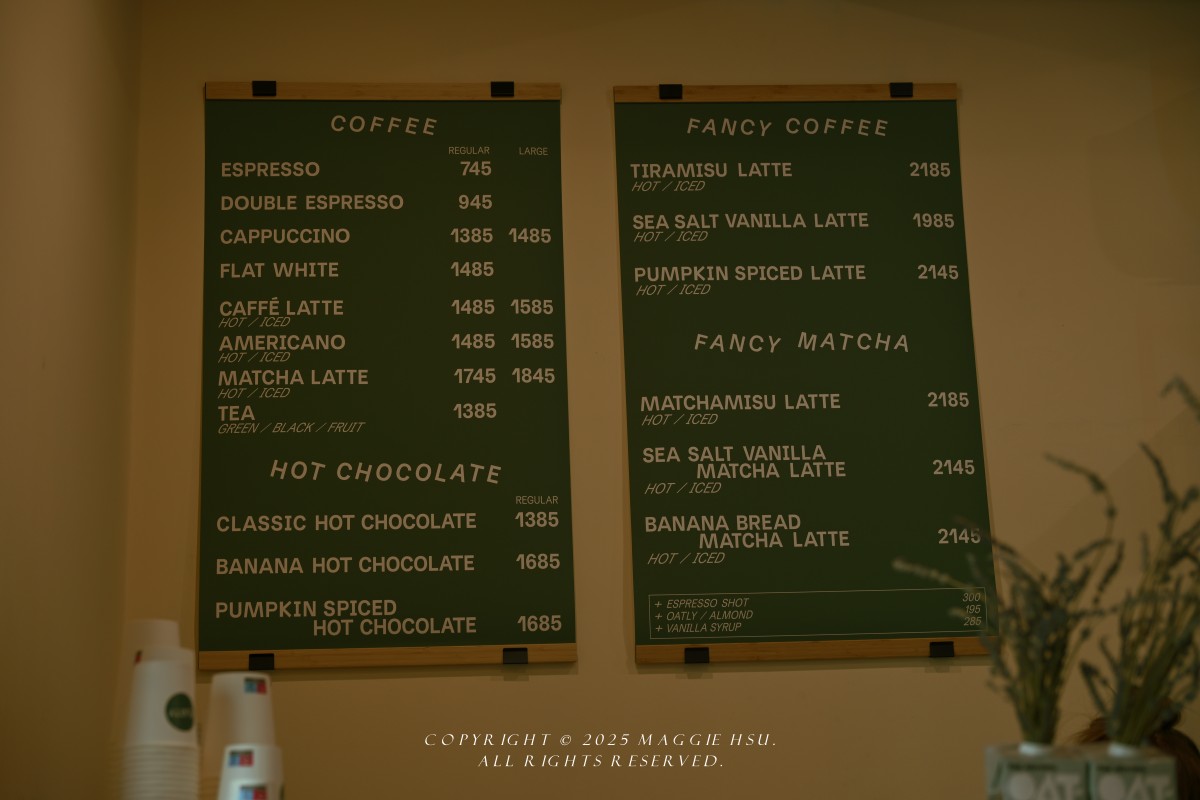 COFFEE
REGULAR LARGE
ESPRESSO 745
DOUBLE ESPRESSO 945
CAPPUCCINO 1385 1485
FLAT WHITE 1485
CAFFÉ LATTE 1485 1585
HOT / ICED
AMERICANO 1485 1585
HOT / ICED
MATCHA LATTE 1745 1845
HOT / ICED
TEA 1385
GREEN / BLACK / FRUIT
HOT CHOCOLATE
REGULAR
CLASSIC HOT CHOCOLATE 1385
BANANA HOT CHOCOLATE 1685
PUMPKIN SPICED
HOT CHOCOLATE 1685
FANCY COFFEE
TIRAMISU LATTE 2185
HOT / ICED
SEA SALT VANILLA LATTE 1985
HOT / ICED
PUMPKIN SPICED LATTE 2145
HOT / ICED
FANCY MATCHA
MATCHAMISU LATTE 2185
HOT / ICED
SEA SALT VANILLA
MATCHA LATTE 2145
HOT / ICED
BANANA BREAD
MATCHA LATTE 2145
HOT / ICED
+ ESPRESSO SHOT 300
+ OATLY / ALMOND 195
+ VANILLA SYRUP 285
COPYRIGHT © 2025 MAGGIE HSU.
ALL RIGHTS RESERVED.